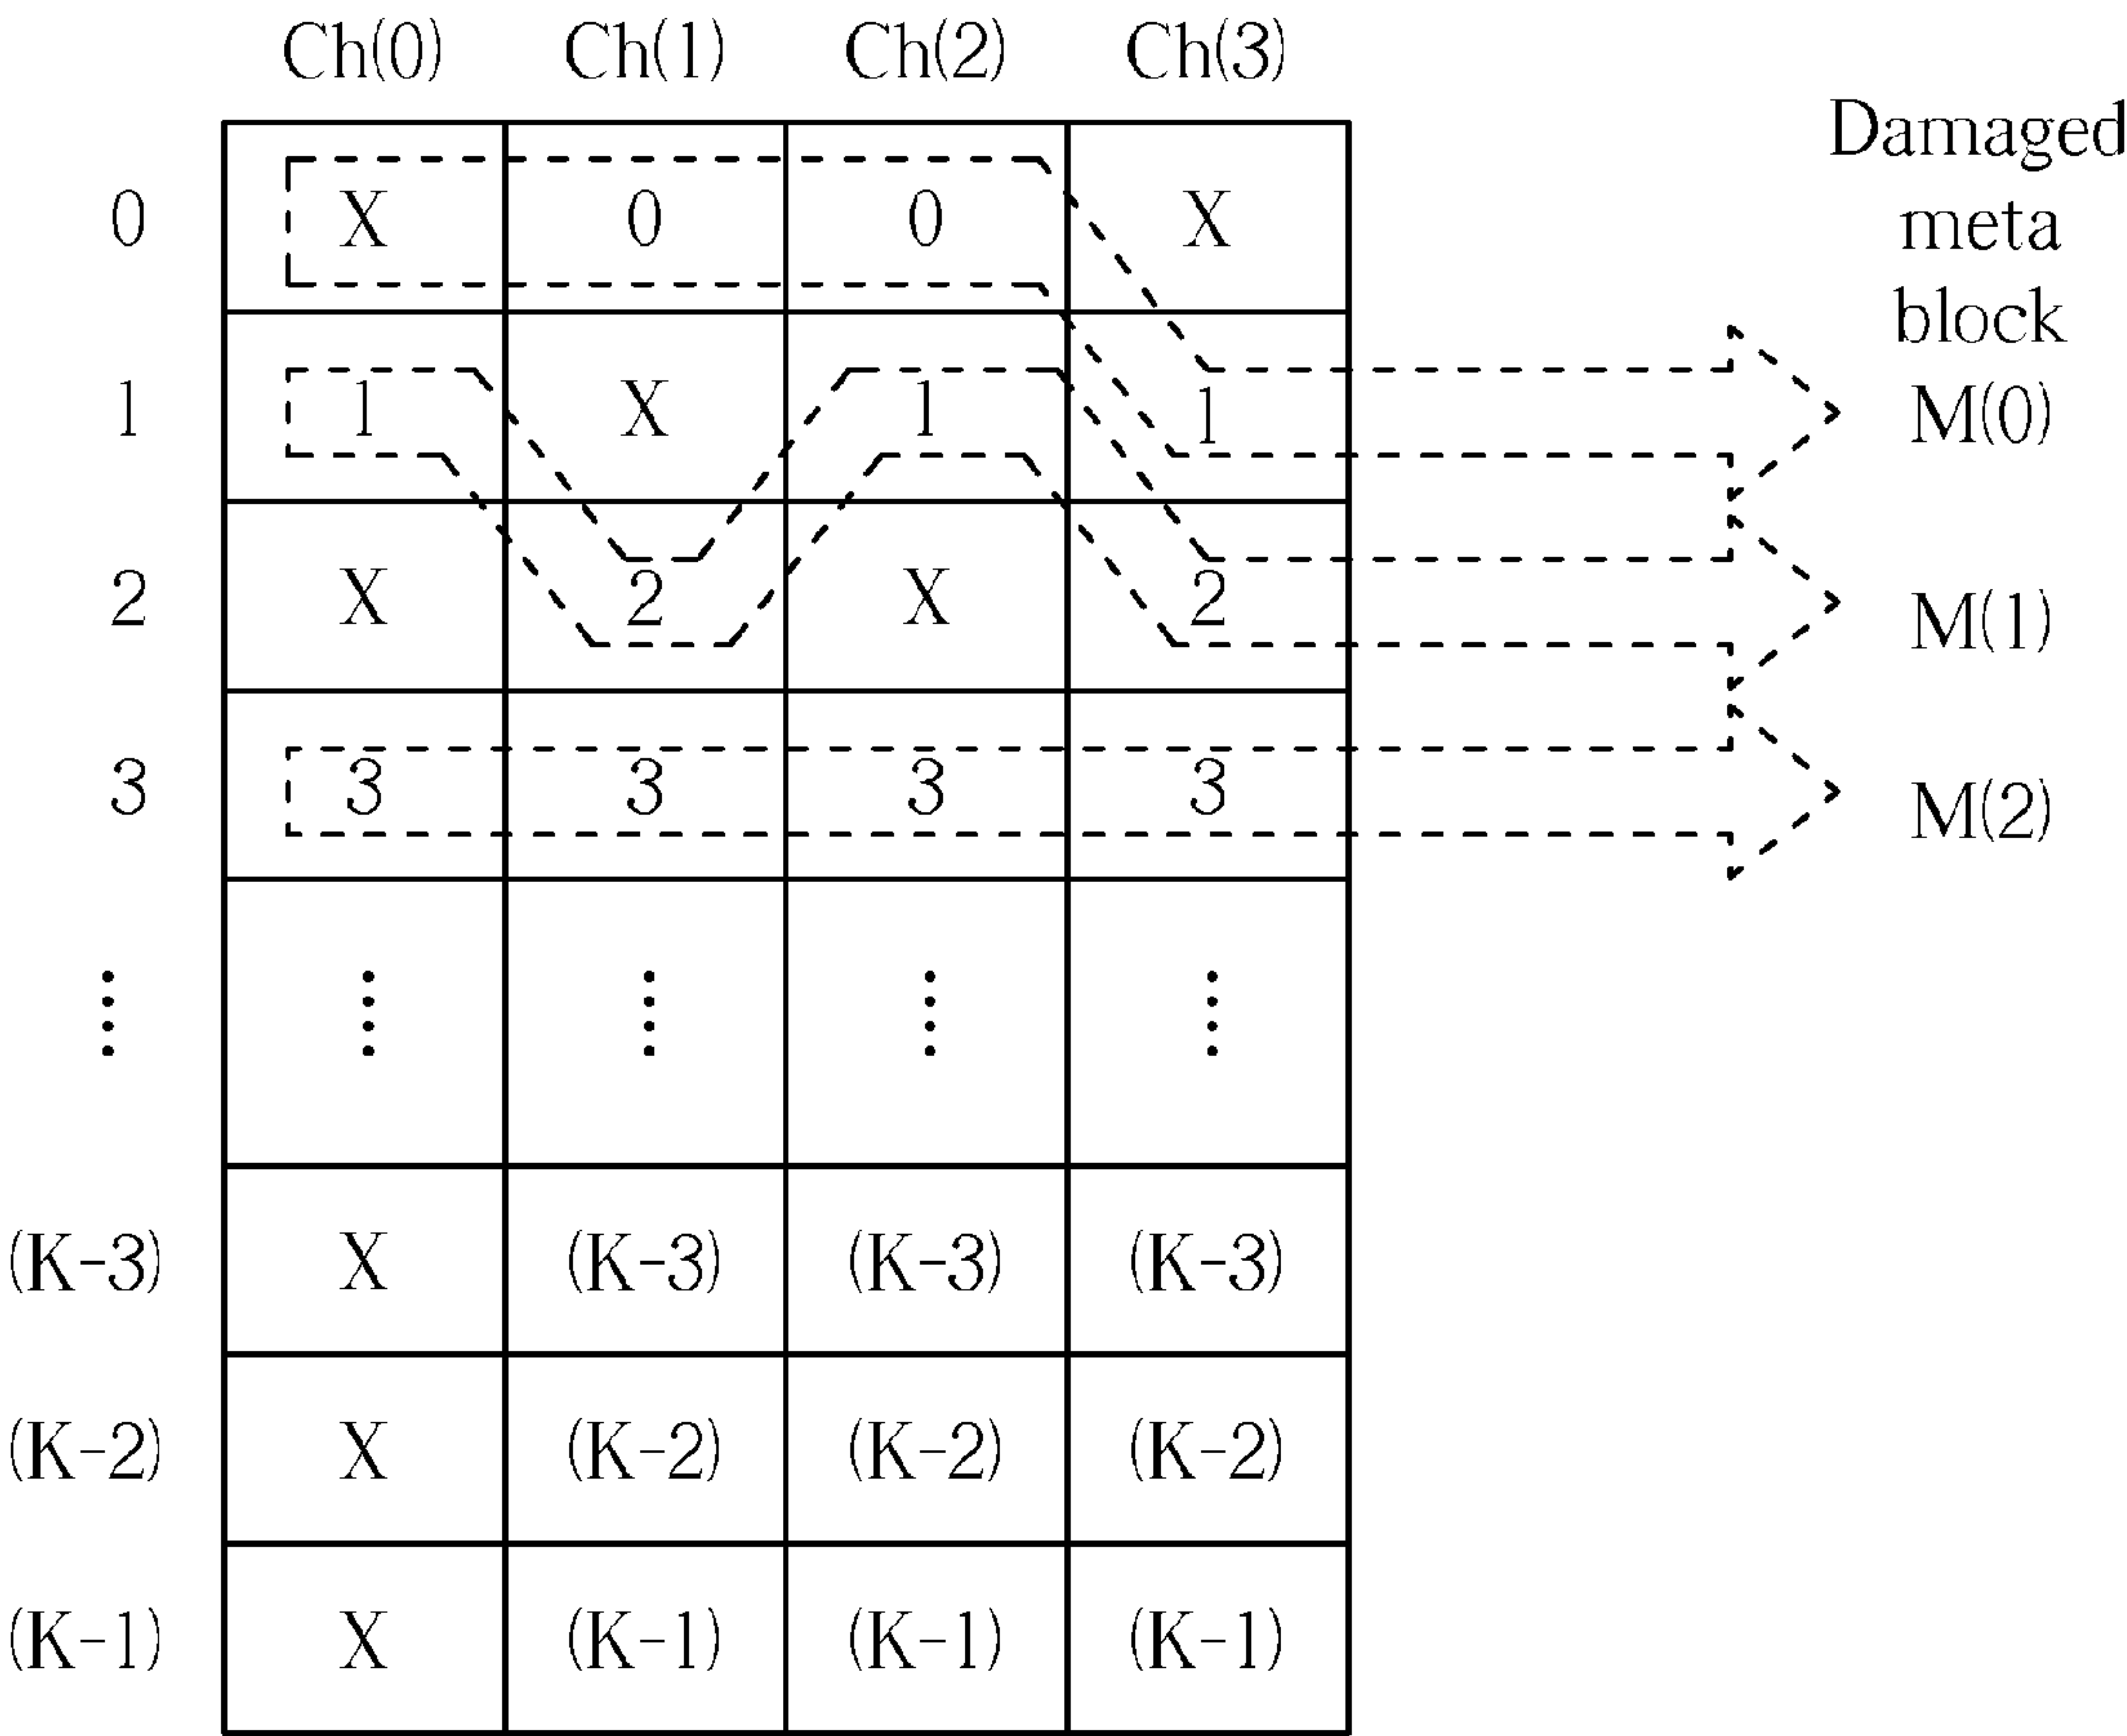 Ch(0) Ch(1) Ch(2) Ch(3)
Damaged
meta
block
0 X 0 0 X
1 1 X 1 1 M(0)
2 X 2 X 2 M(1)
3 3 3 3 3 M(2)
(K-3) X (K-3) (K-3) (K-3)
(K-2) X (K-2) (K-2) (K-2)
(K-1) X (K-1) (K-1) (K-1)